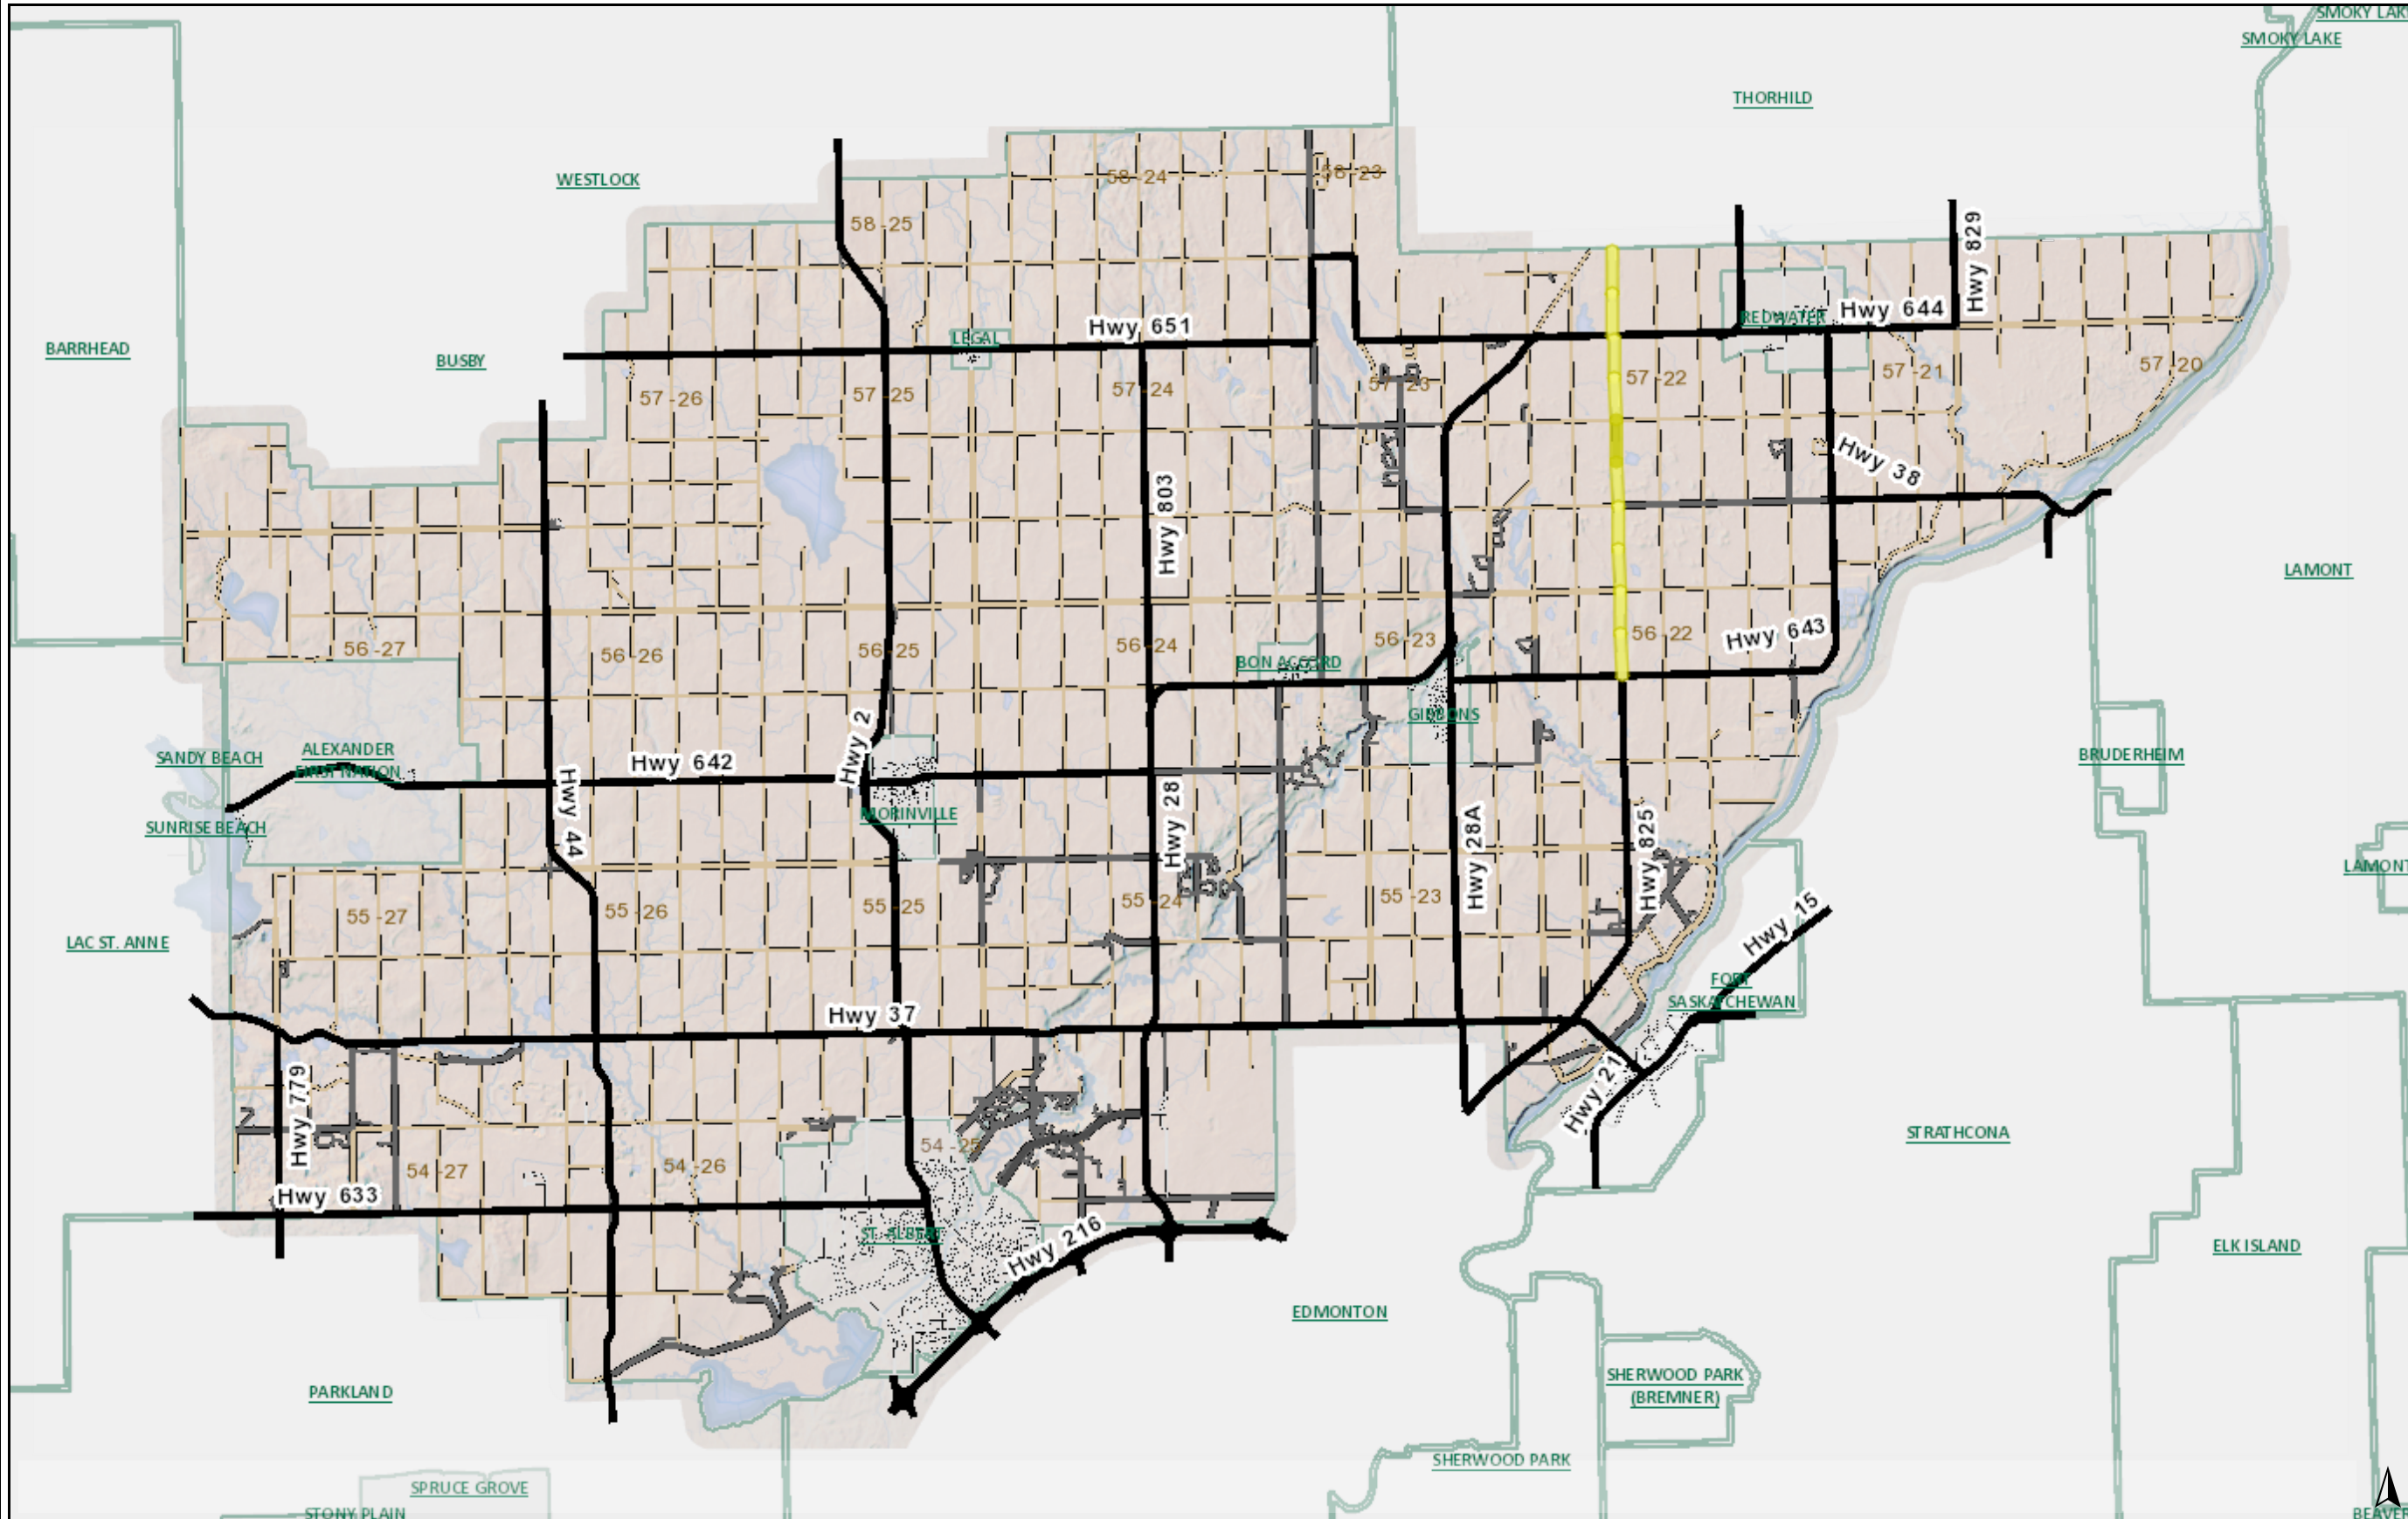 SMOKY LAK
SMOKY LAKE
THORHILD
WESTLOCK
58-24
58-23
58-25
Hwy 829
BARRHEAD
BUSBY
LEGAL
Hwy 651
REDWATER
Hwy 644
57-26
57-25
57-24
57-23
57-22
57-21
57-20
Hwy 38
Hwy 803
LAMONT
56-27
56-26
56-25
56-24
BON ACCORD
56-23
56-22
Hwy 643
GIBBONS
SANDY BEACH
ALEXANDER
FIRST NATION
Hwy 642
Hwy 2
BRUDERHEIM
Hwy 44
SUNRISE BEACH
MORINVILLE
Hwy 28
Hwy 28A
Hwy 825
LAMONT
55-27
55-26
55-25
55-24
55-23
LAC ST. ANNE
Hwy 15
FORT
SASKATCHEWAN
Hwy 37
Hwy 779
Hwy 21
STRATHCONA
54-27
54-26
54-25
Hwy 633
ST. ALBERT
Hwy 216
ELK ISLAND
EDMONTON
PARKLAND
SHERWOOD PARK
(BREMNER)
SHERWOOD PARK
SPRUCE GROVE
STONY PLAIN
BEAVER